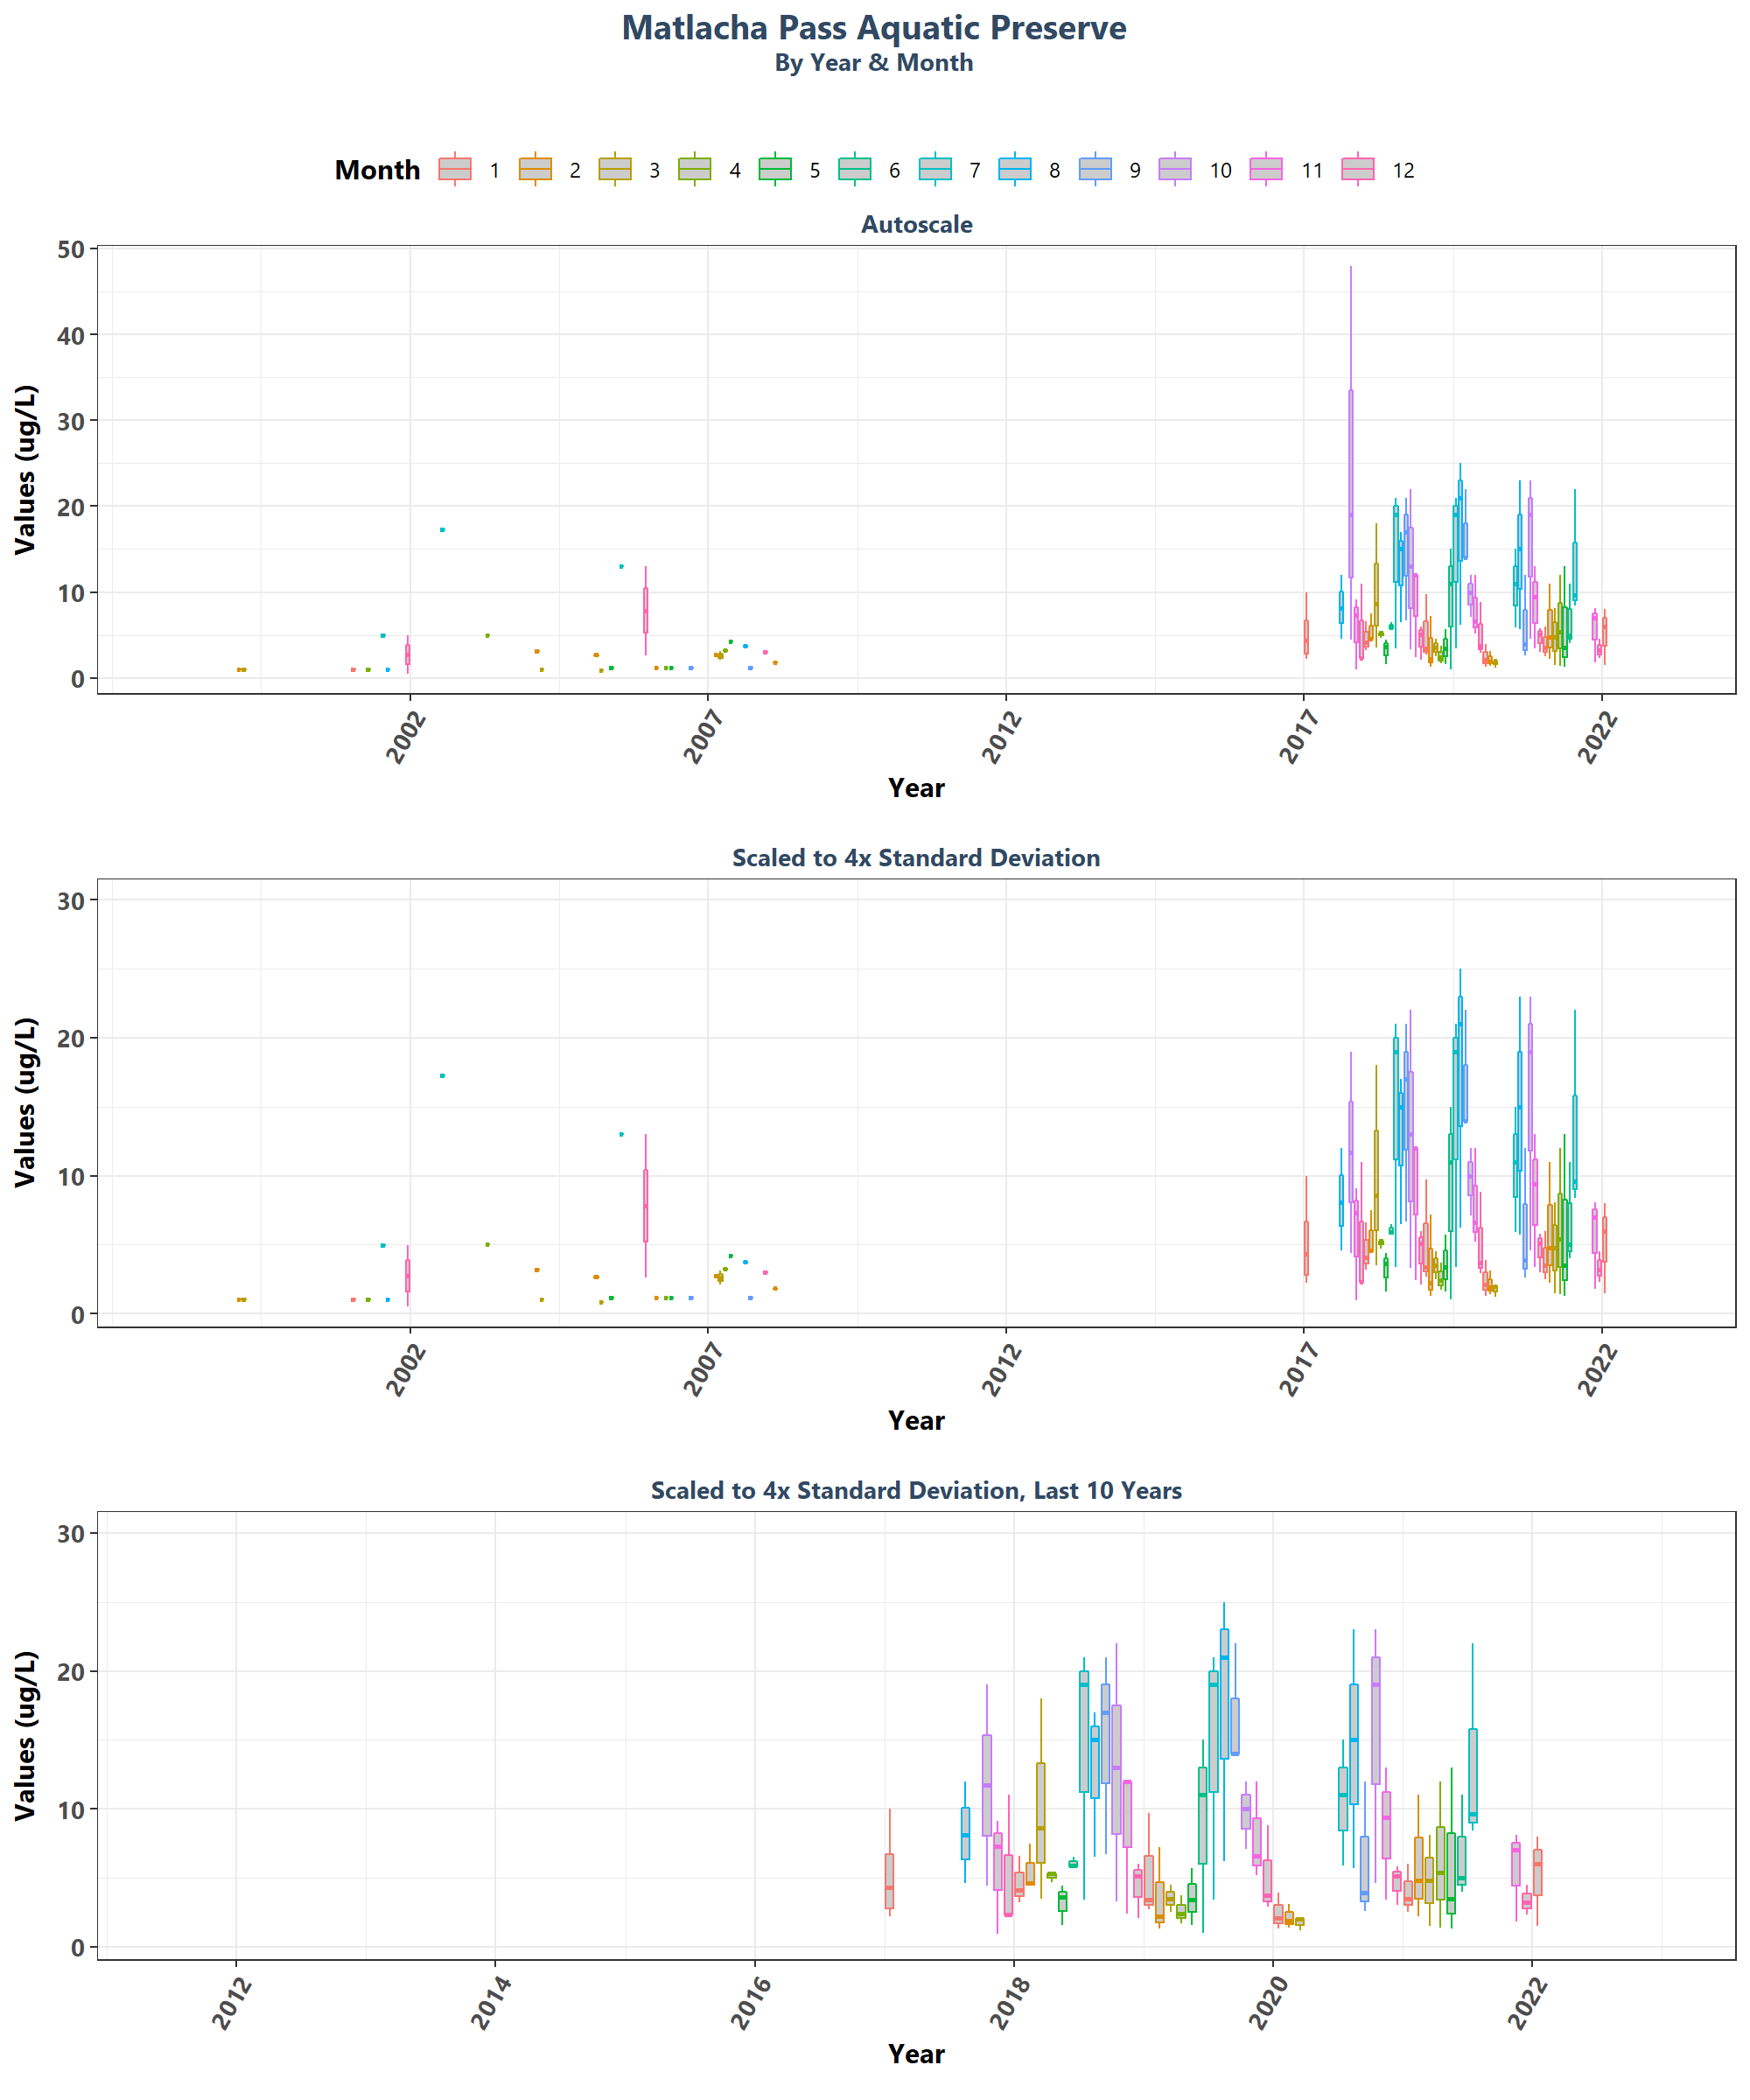 Matlacha Pass Aquatic Preserve
By Year & Month
Month 1 2 3 4 5 6 7 8 9 10 11 12
Autoscale
50
40
30
20
10
0
Values (ug/L)
2002 2007 2012 2017 2022
Year
Scaled to 4x Standard Deviation
30
20
10
0
Values (ug/L)
2002 2007 2012 2017 2022
Year
Scaled to 4x Standard Deviation, Last 10 Years
30
20
10
0
Values (ug/L)
2012 2014 2016 2018 2020 2022
Year